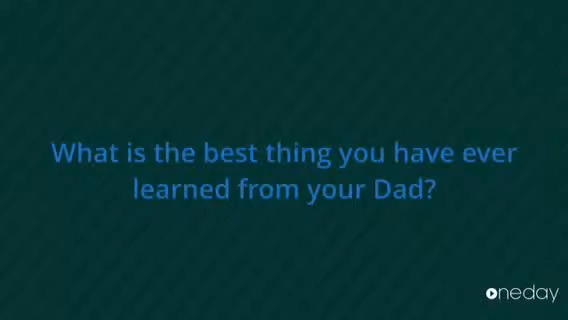 What is the best thing you have ever
learned from your Dad?
oneday